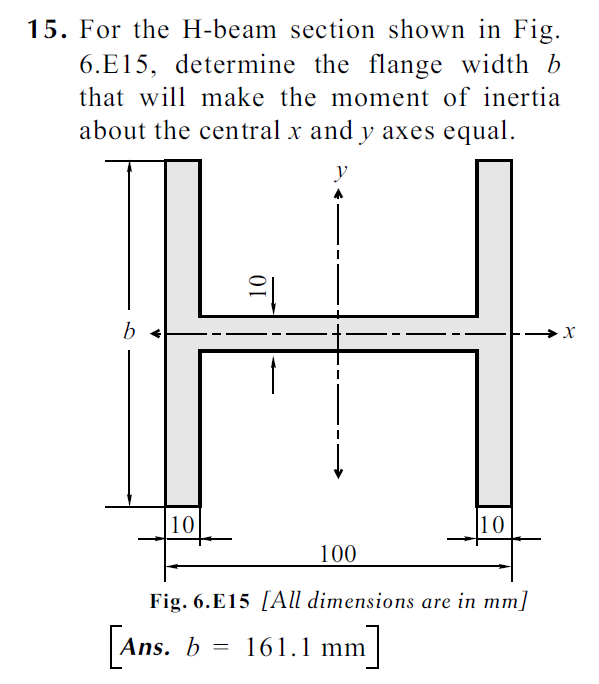 15. For the H-beam section shown in Fig.
6.E15, determine the flange width b
that will make the moment of inertia
about the central x and y axes equal.
y
10
b
x
10
10
100
Fig. 6.E15 [All dimensions are in mm]
[Ans. b = 161.1 mm]